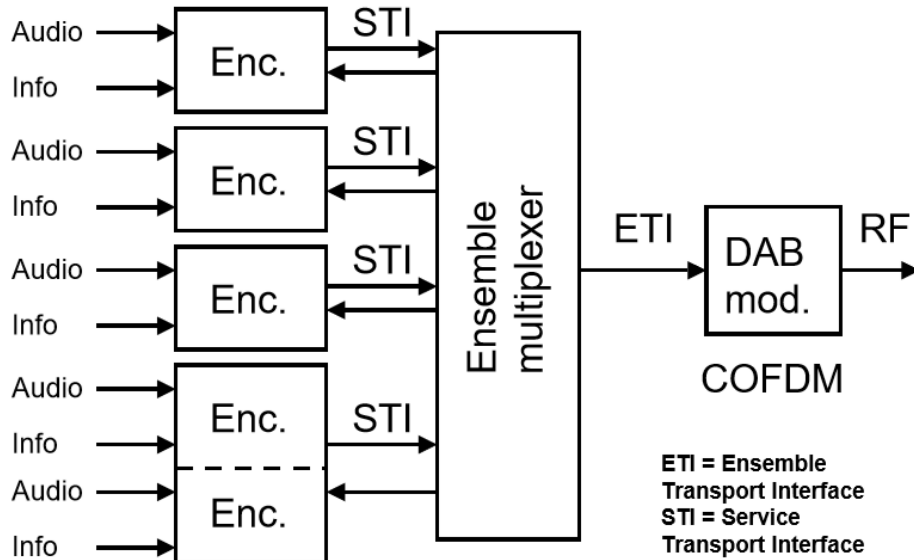 Audio
Info
Enc.
STI
Audio
Info
Enc.
STI
Audio
Info
Enc.
STI
Audio
Info
Enc.
STI
Audio
Info
Enc.
Ensemble
multiplexer
ETI
DAB
mod.
RF
COFDM
ETI = Ensemble
Transport Interface
STI = Service
Transport Interface